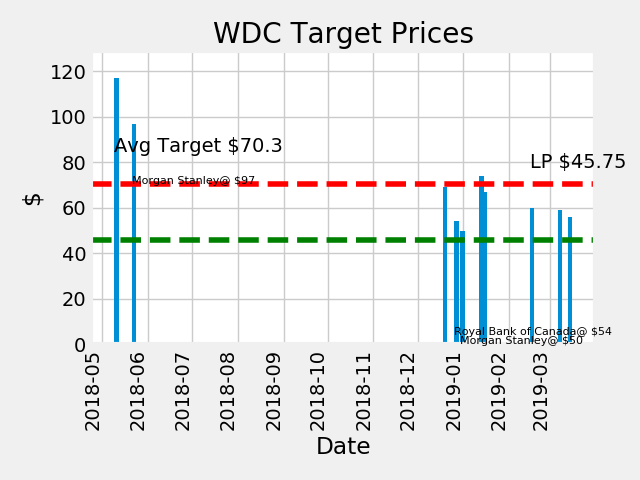 WDC Target Prices
120
100
80
60
40
20
0
$
Avg Target $70.3
LP $45.75
Morgan Stanley@ $97
Royal Bank of Canada@ $54
Morgan Stanley@ $50
2018-05
2018-06
2018-07
2018-08
2018-09
2018-10
2018-11
2018-12
2019-01
2019-02
2019-03
Date